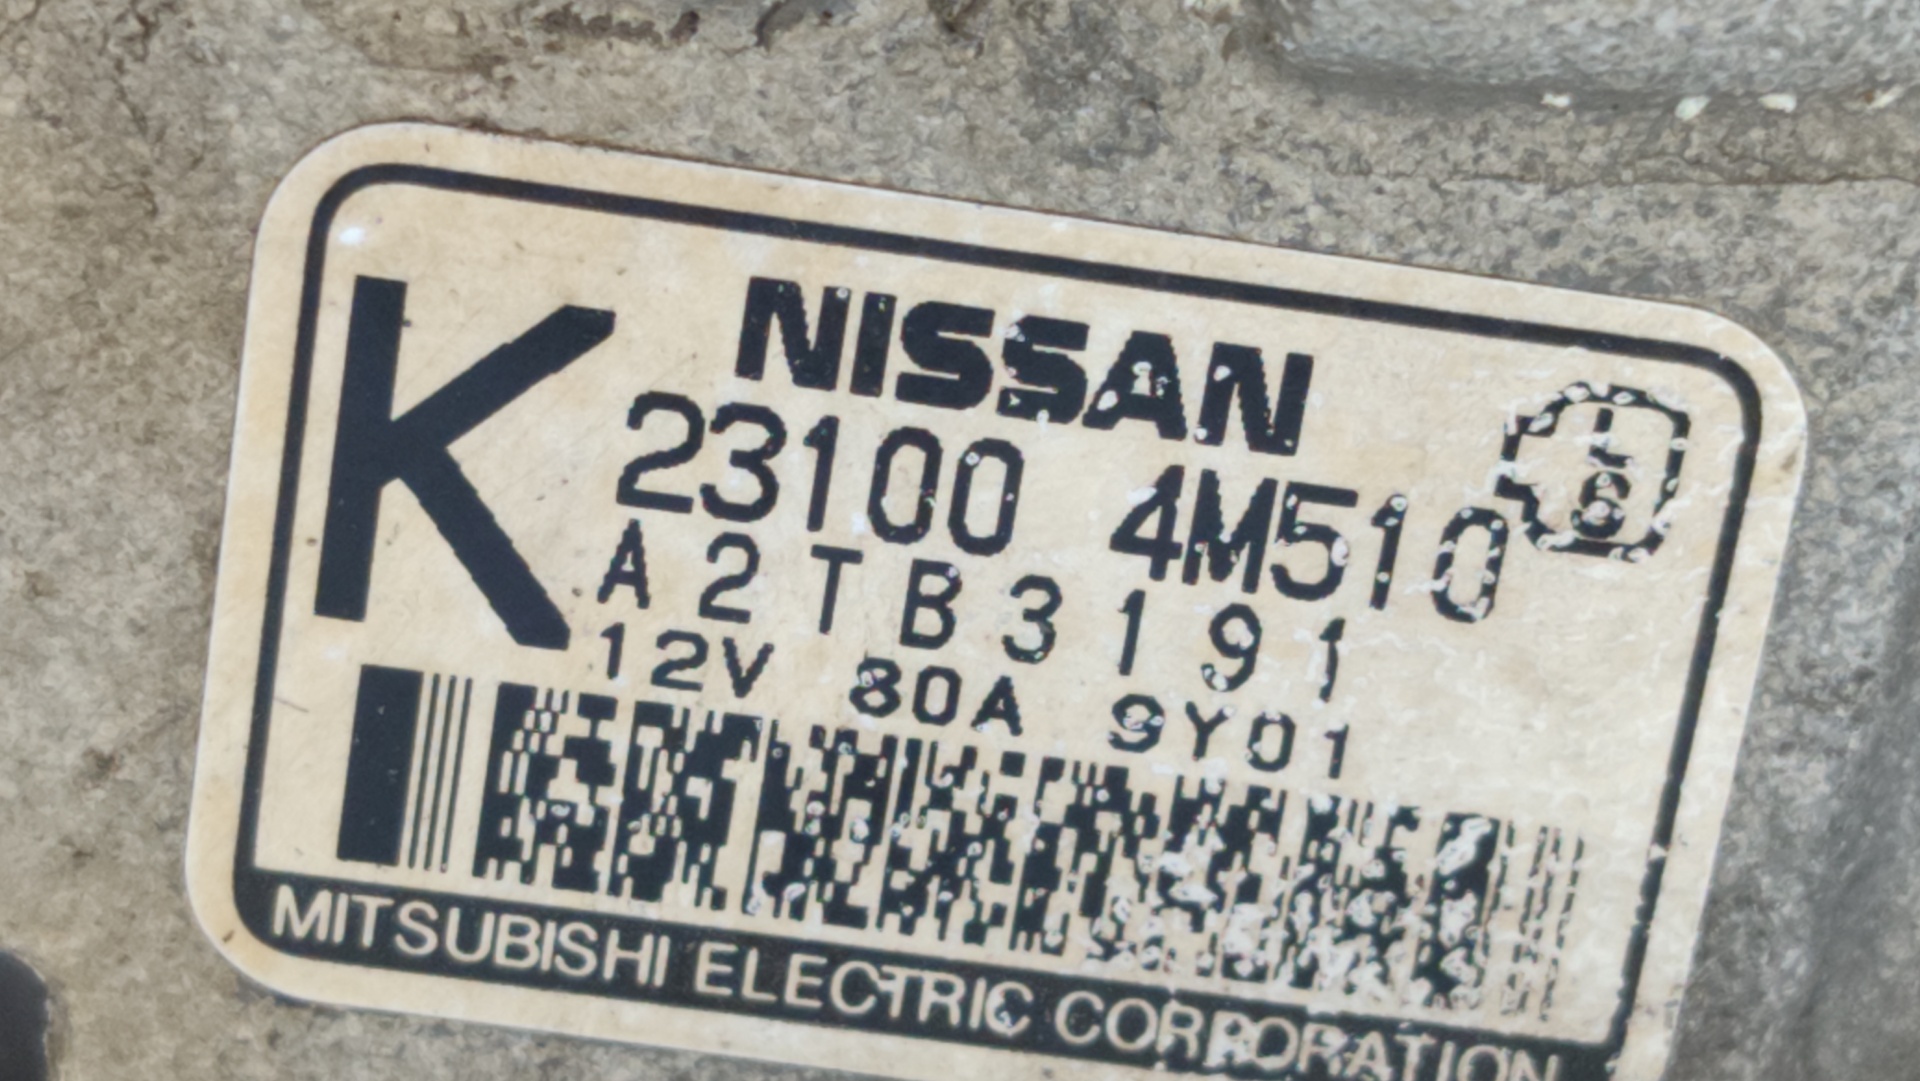 K
NISSAN
23100 4M510
A2TB3191
12V 80A 9Y01
MITSUBISHI ELECTRIC CORPORATION